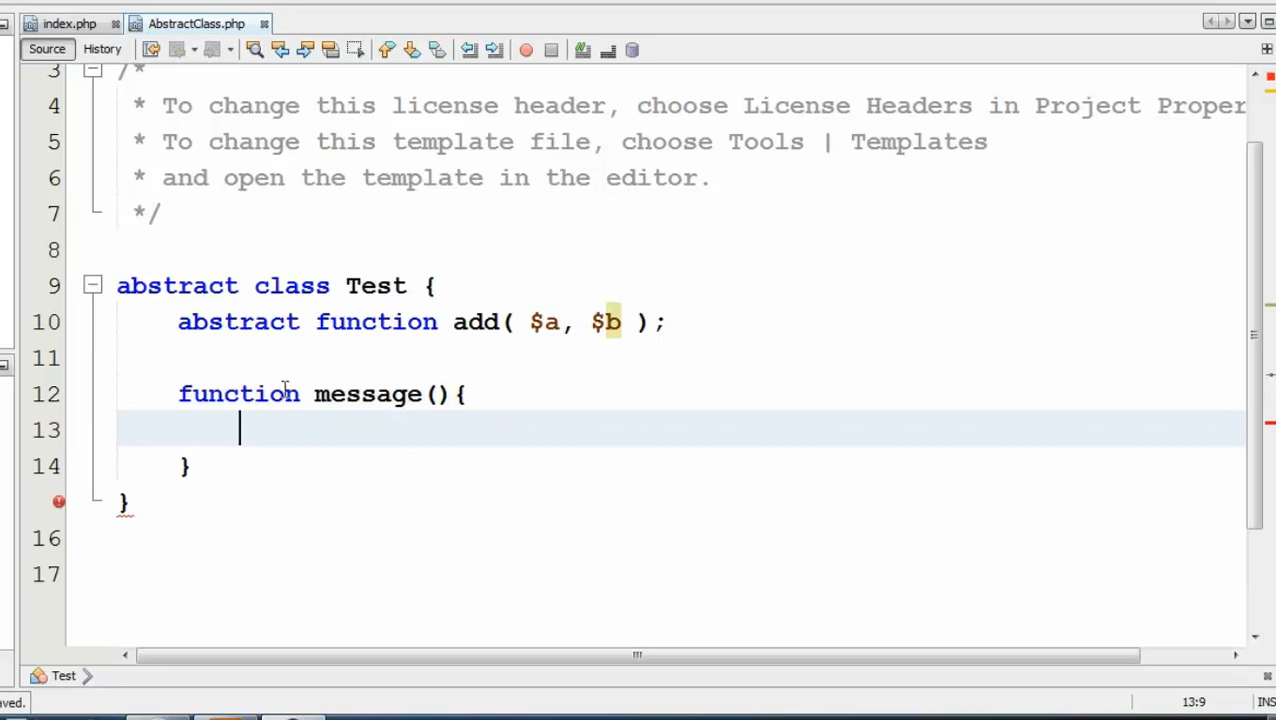 index.php AbstractClass.php
Source History
3 /*
4 * To change this license header, choose License Headers in Project Proper
5 * To change this template file, choose Tools | Templates
6 * and open the template in the editor.
7 */
8
9 abstract class Test {
10 abstract function add( $a, $b );
11
12 function message(){
13
14 }
}
16
17
Test
aved. 13:9 INS